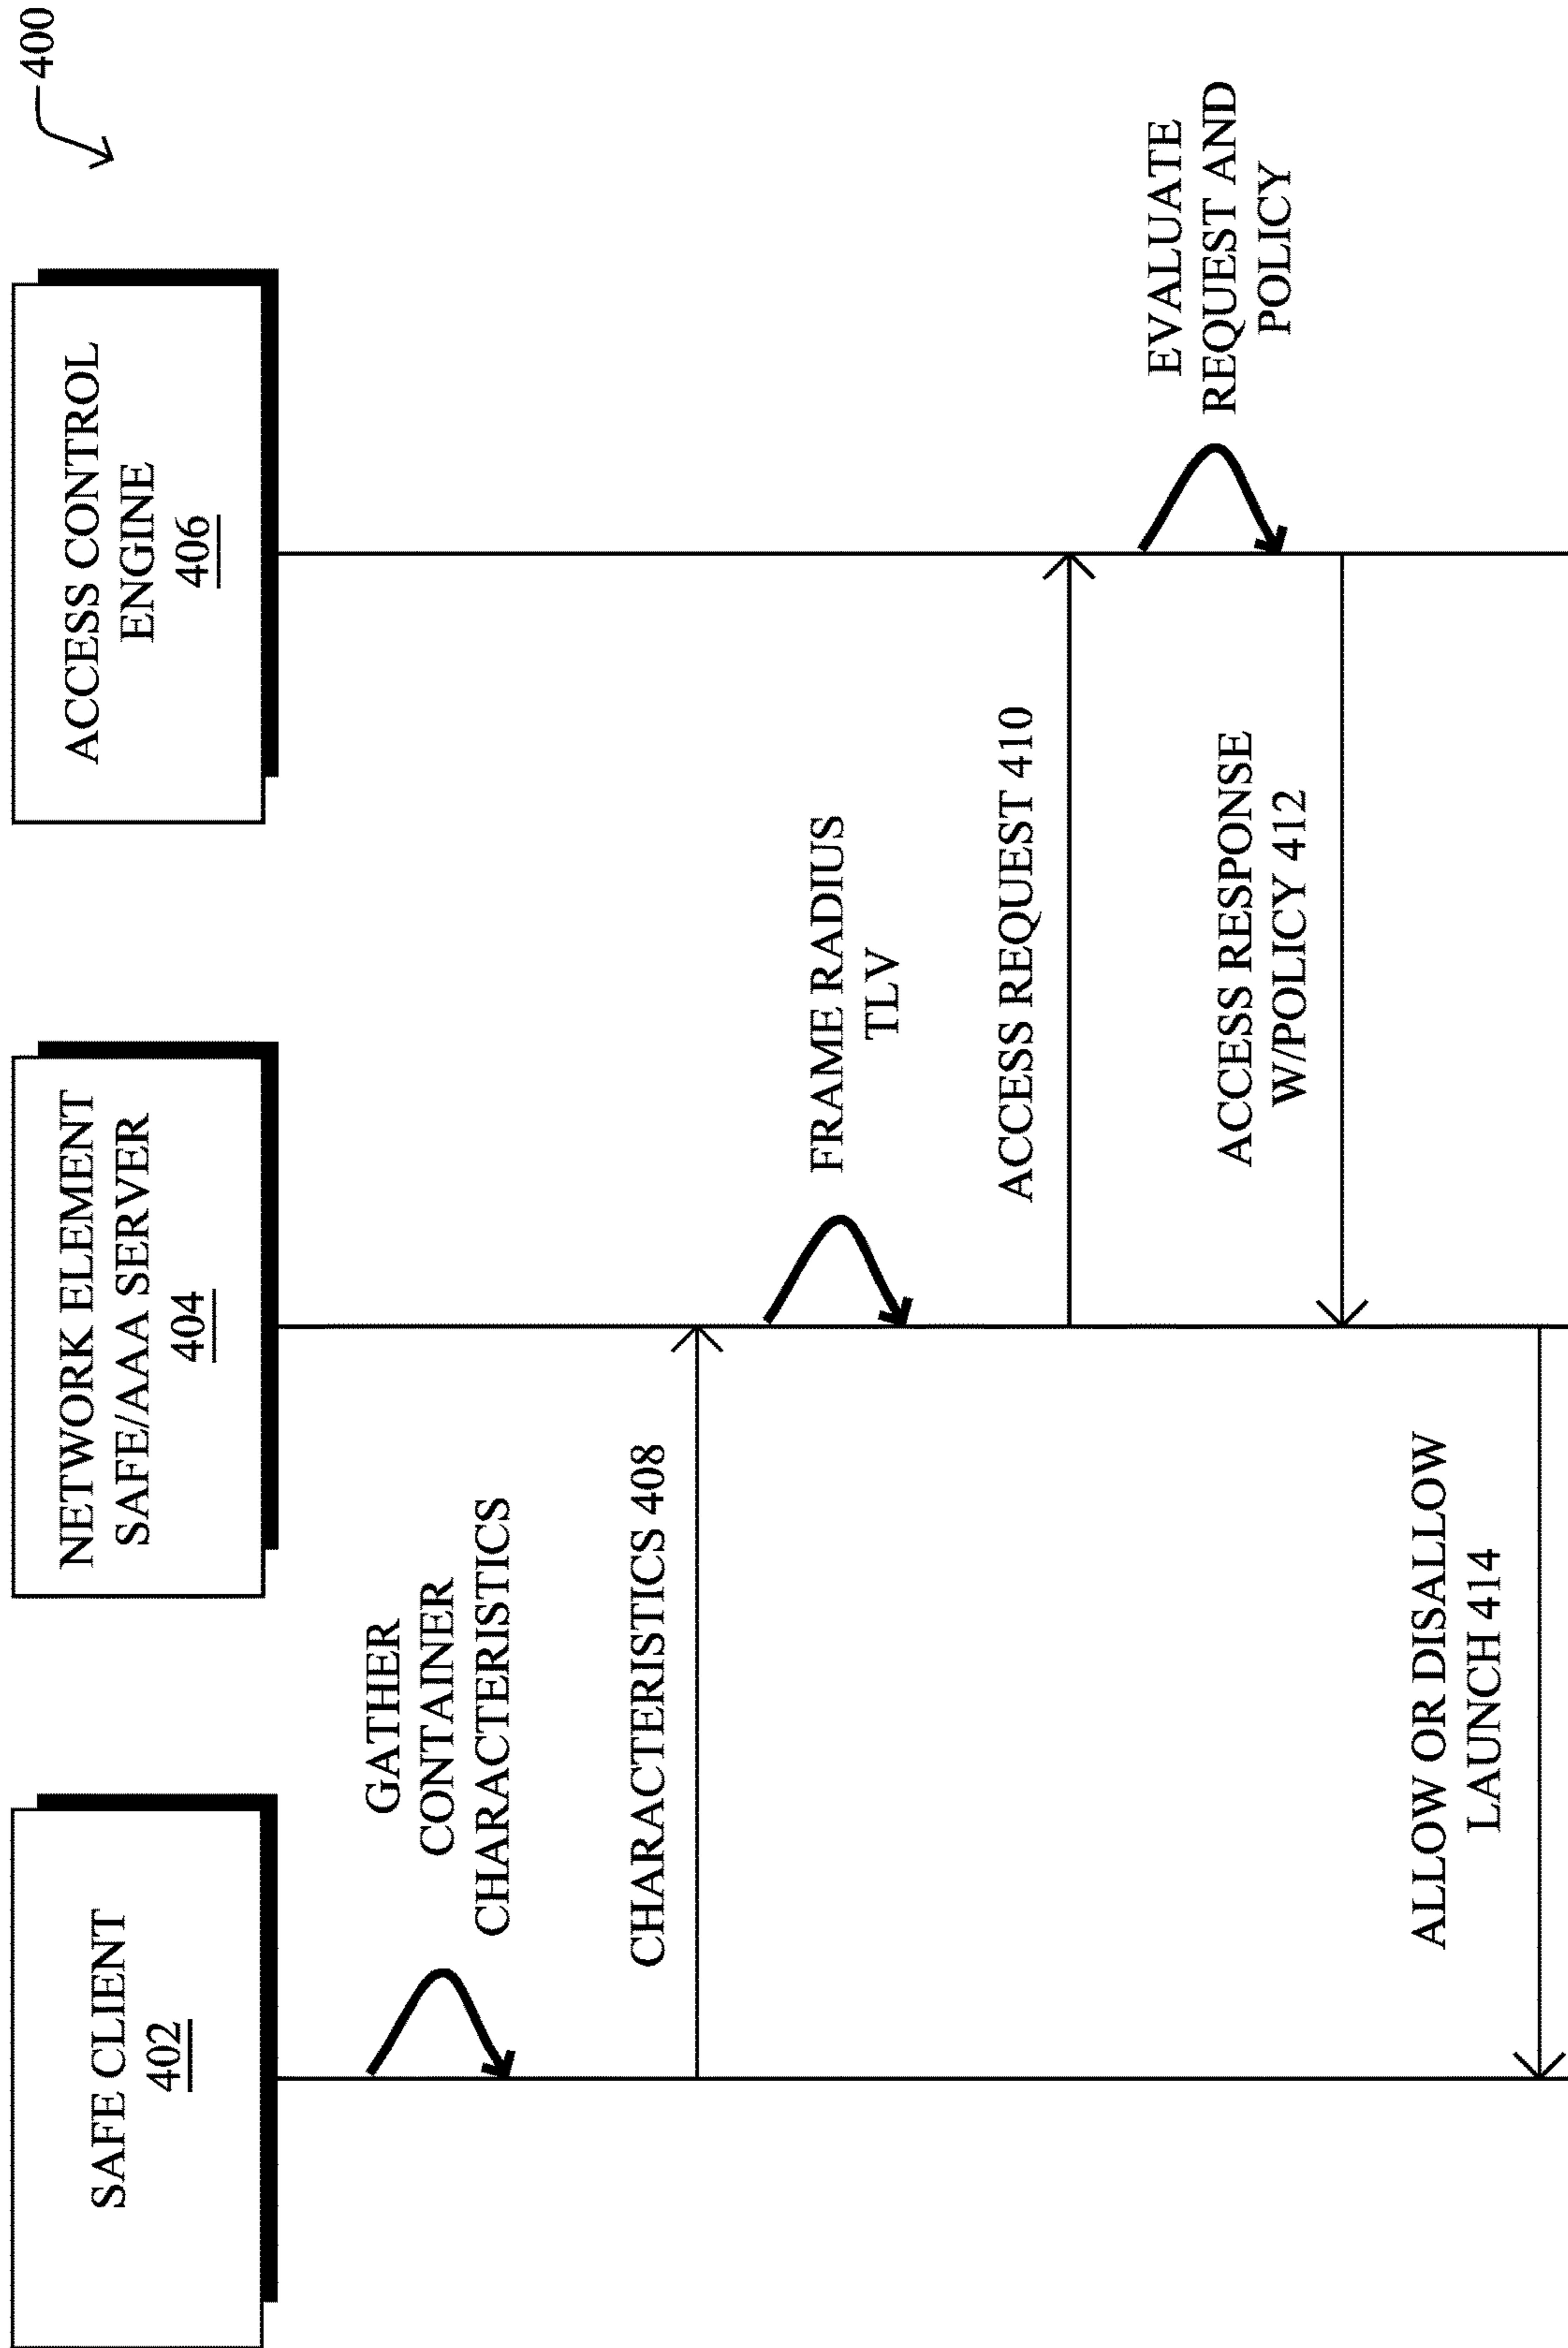 400
SAFE CLIENT
402
NETWORK ELEMENT
SAFE/AAA SERVER
404
ACCESS CONTROL
ENGINE
406
GATHER
CONTAINER
CHARACTERISTICS
CHARACTERISTICS 408
FRAME RADIUS
TLV
ACCESS REQUEST 410
EVALUATE
REQUEST AND
POLICY
ACCESS RESPONSE
W/POLICY 412
ALLOW OR DISALLOW
LAUNCH 414